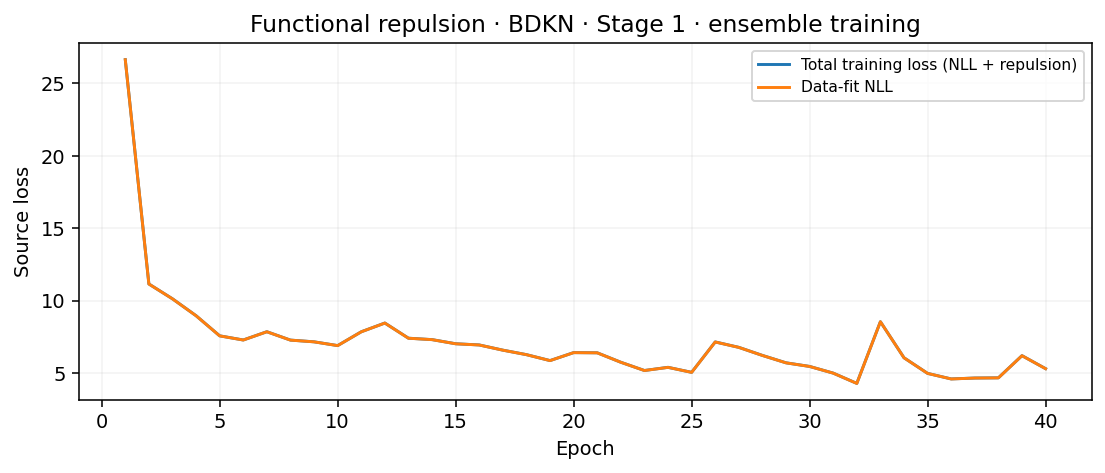 Functional repulsion · BDKN · Stage 1 · ensemble training
Total training loss (NLL + repulsion)
Data-fit NLL
Source loss
25
20
15
10
5
0 5 10 15 20 25 30 35 40
Epoch